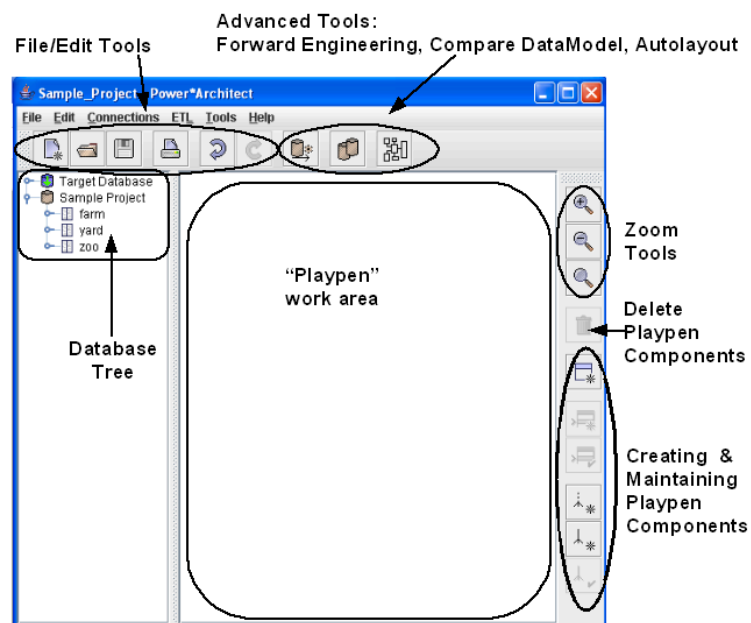 Advanced Tools:
File/Edit Tools
Forward Engineering, Compare DataModel, Autolayout
Sample_Project - Power*Architect
File Edit Connections ETL Tools Help
Target Database
Sample Project
farm
yard
zoo
Database
Tree
“Playpen”
work area
Zoom
Tools
Delete
Playpen
Components
Creating &
Maintaining
Playpen
Components